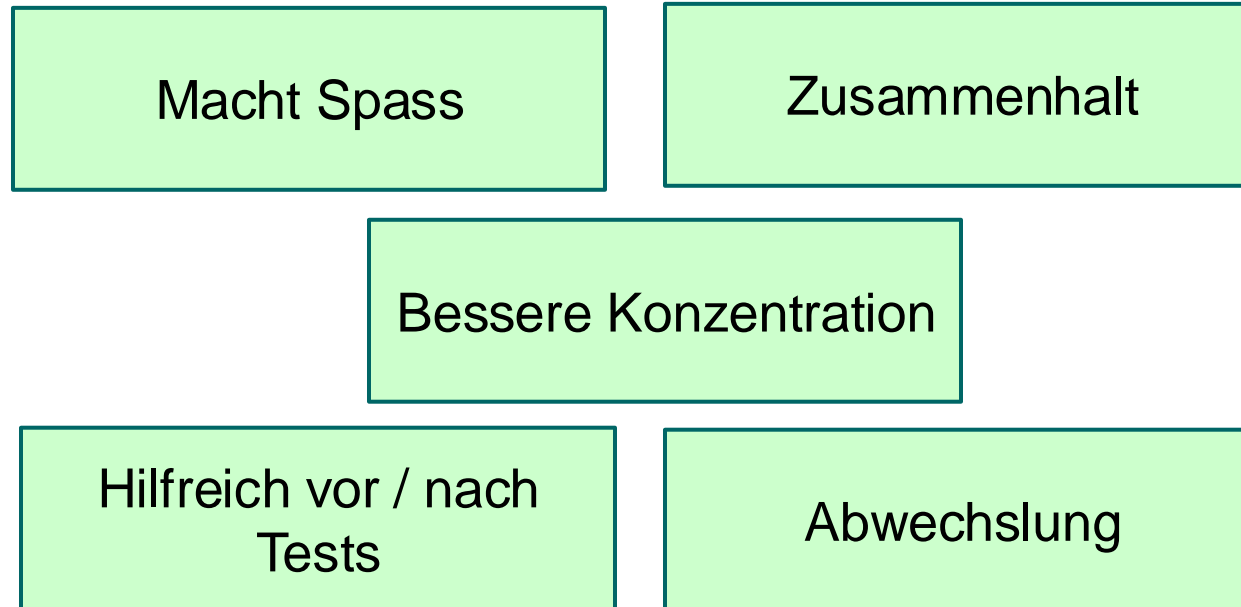 Macht Spass
Zusammenhalt
Bessere Konzentration
Hilfreich vor / nach
Tests
Abwechslung